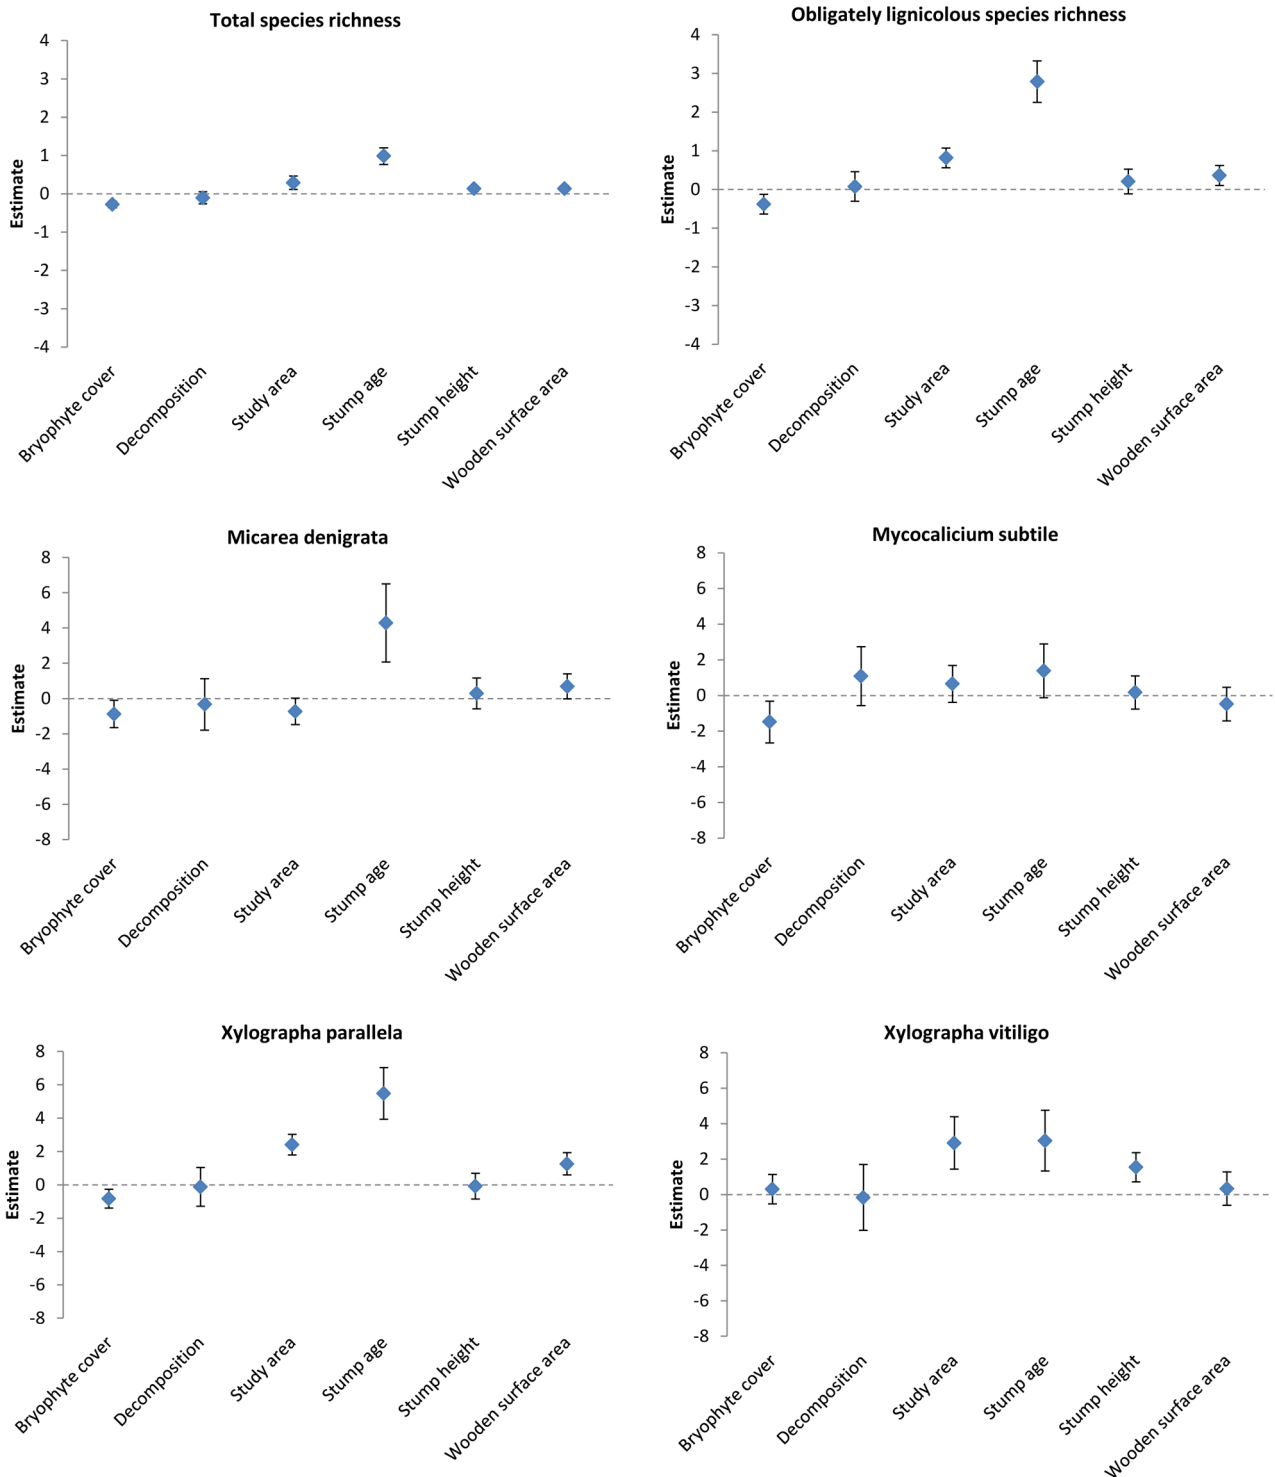 Total species richness
4
3
2
1
0
-1
-2
-3
-4
Estimate
Bryophyte cover
Decomposition
Study area
Stump age
Stump height
Wooden surface area
Obligately lignicolous species richness
4
3
2
1
0
-1
-2
-3
-4
Estimate
Bryophyte cover
Decomposition
Study area
Stump age
Stump height
Wooden surface area
Micarea denigrata
8
6
4
2
0
-2
-4
-6
-8
Estimate
Bryophyte cover
Decomposition
Study area
Stump age
Stump height
Wooden surface area
Mycocalicium subtile
8
6
4
2
0
-2
-4
-6
-8
Estimate
Bryophyte cover
Decomposition
Study area
Stump age
Stump height
Wooden surface area
Xylographa parallela
8
6
4
2
0
-2
-4
-6
-8
Estimate
Bryophyte cover
Decomposition
Study area
Stump age
Stump height
Wooden surface area
Xylographa vitiligo
8
6
4
2
0
-2
-4
-6
-8
Estimate
Bryophyte cover
Decomposition
Study area
Stump age
Stump height
Wooden surface area